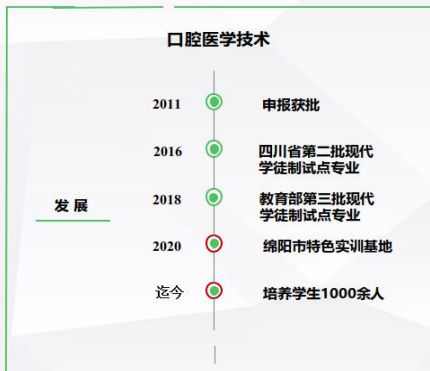 口腔医学技术
2011 申报获批
2016 四川省第二批现代
学徒制试点专业
发 展
2018 教育部第三批现代
学徒制试点专业
2020 绵阳市特色实训基地
迄今 培养学生1000余人